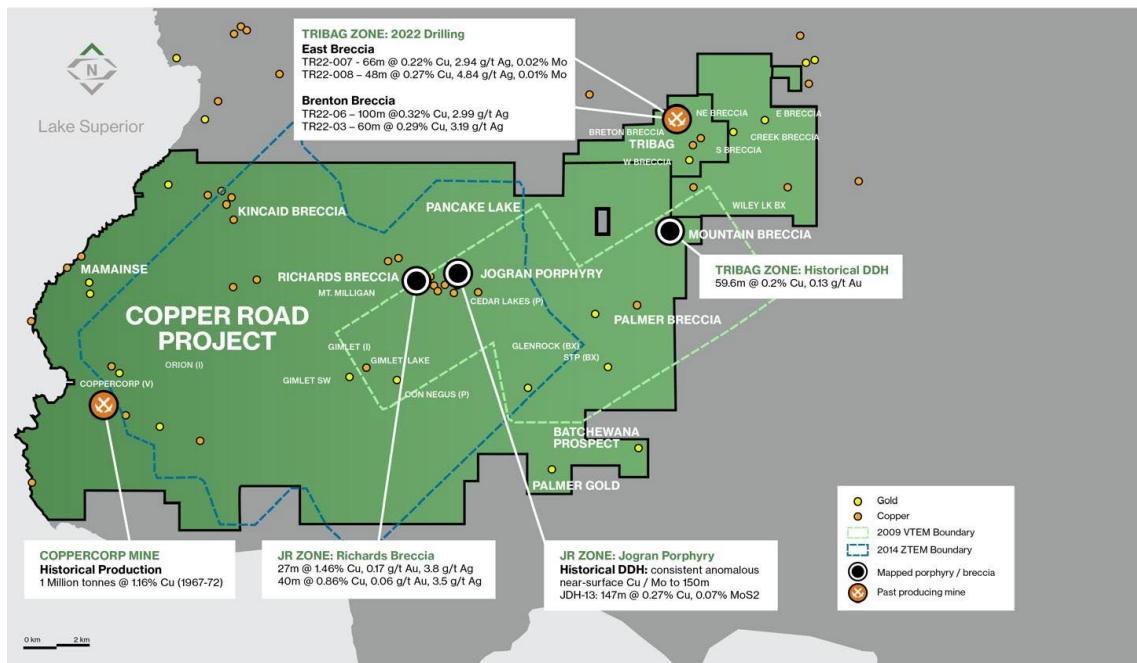 TRIBAG ZONE: 2022 Drilling
East Breccia
TR22-007 - 66m @ 0.22% Cu, 2.94 g/t Ag, 0.02% Mo
TR22-008 – 48m @ 0.27% Cu, 4.84 g/t Ag, 0.01% Mo
Brenton Breccia
TR22-06 – 100m @0.32% Cu, 2.99 g/t Ag
TR22-03 – 60m @ 0.29% Cu, 3.19 g/t Ag
N
Lake Superior
NE BRECCIA
E BRECCIA
BRETON BRECCIA
CREEK BRECCIA
TRIBAG
S BRECCIA
W BRECCIA
WILEY LK BX
KINCAID BRECCIA
PANCAKE LAKE
MOUNTAIN BRECCIA
TRIBAG ZONE: Historical DDH
59.6m @ 0.2% Cu, 0.13 g/t Au
MAMAINSE
RICHARDS BRECCIA
JOGRAN PORPHYRY
MT. MILLIGAN
CEDAR LAKES (P)
COPPER ROAD
PROJECT
PALMER BRECCIA
GIMLET (I)
GLENROCK (BX)
STP (BX)
ORION (I)
GIMLET LAKE
COPPERCORP (V)
GIMLET SW
CON NEGUS (P)
BATCHEWANA
PROSPECT
PALMER GOLD
Gold
Copper
2009 VTEM Boundary
2014 ZTEM Boundary
Mapped porphyry / breccia
Past producing mine
COPPERCORP MINE
Historical Production
1 Million tonnes @ 1.16% Cu (1967-72)
JR ZONE: Richards Breccia
27m @ 1.46% Cu, 0.17 g/t Au, 3.8 g/t Ag
40m @ 0.86% Cu, 0.06 g/t Au, 3.5 g/t Ag
JR ZONE: Jogran Porphyry
Historical DDH: consistent anomalous
near-surface Cu / Mo to 150m
JDH-13: 147m @ 0.27% Cu, 0.07% MoS2
0 km 2 km